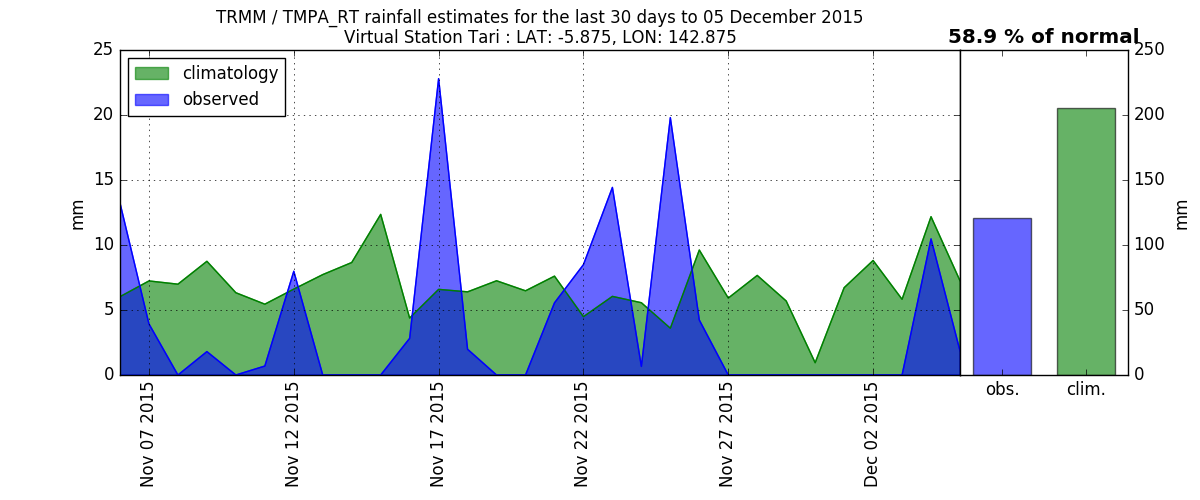 TRMM / TMPA_RT rainfall estimates for the last 30 days to 05 December 2015
Virtual Station Tari : LAT: -5.875, LON: 142.875
58.9 % of normal
climatology
observed
25
20
15
10
5
0
mm
Nov 07 2015
Nov 12 2015
Nov 17 2015
Nov 22 2015
Nov 27 2015
Dec 02 2015
250
200
150
100
50
0
mm
obs.
clim.